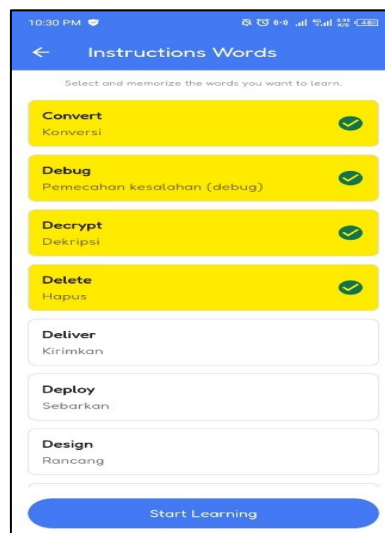 10:30 PM
← Instructions Words
Select and memorize the words you want to learn.
Convert
Konversi
Debug
Pemecahan kesalahan (debug)
Decrypt
Dekripsi
Delete
Hapus
Deliver
Kirimkan
Deploy
Sebarkan
Design
Rancang
Start Learning